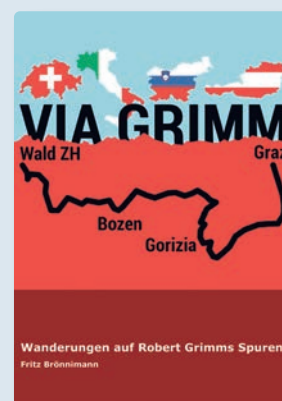 VIA GRIMM
Wald ZH
Graz
Bozen
Gorizia
Wanderungen auf Robert Grimms Spuren
Fritz Brönnimann